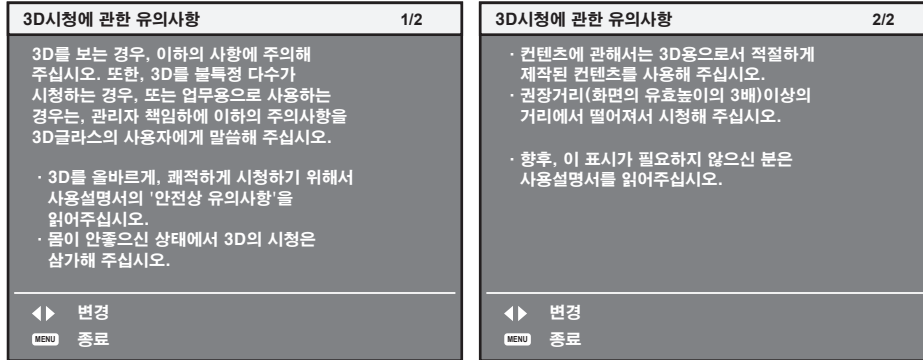 3D시청에 관한 유의사항 1/2
3D를 보는 경우, 이하의 사항에 주의해
주십시오. 또한, 3D를 불특정 다수가
시청하는 경우, 또는 업무용으로 사용하는
경우는, 관리자 책임하에 이하의 주의사항을
3D글라스의 사용자에게 말씀해 주십시오.
· 3D를 올바르게, 쾌적하게 시청하기 위해서
사용설명서의 '안전상 유의사항'을
읽어주십시오.
· 몸이 안좋으신 상태에서 3D의 시청은
삼가해 주십시오.
변경
MENU 종료
3D시청에 관한 유의사항 2/2
· 컨텐츠에 관해서는 3D용으로서 적절하게
제작된 컨텐츠를 사용해 주십시오.
· 권장거리(화면의 유효높이의 3배)이상의
거리에서 떨어져서 시청해 주십시오.
· 향후, 이 표시가 필요하지 않으신 분은
사용설명서를 읽어주십시오.
변경
MENU 종료